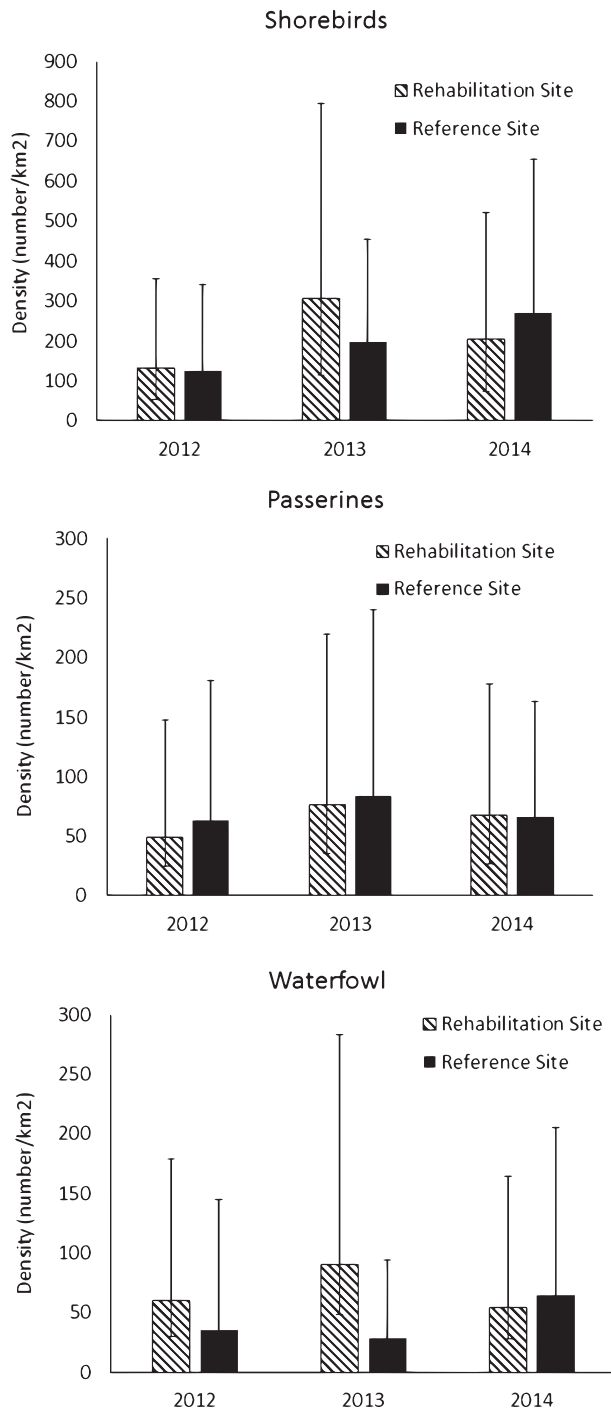 Shorebirds
900
800
700
600
500
400
300
200
100
0
Density (number/km2)
Rehabilitation Site
Reference Site
2012 2013 2014
Passerines
300
250
200
150
100
50
0
Density (number/km2)
Rehabilitation Site
Reference Site
2012 2013 2014
Waterfowl
300
250
200
150
100
50
0
Density (number/km2)
Rehabilitation Site
Reference Site
2012 2013 2014